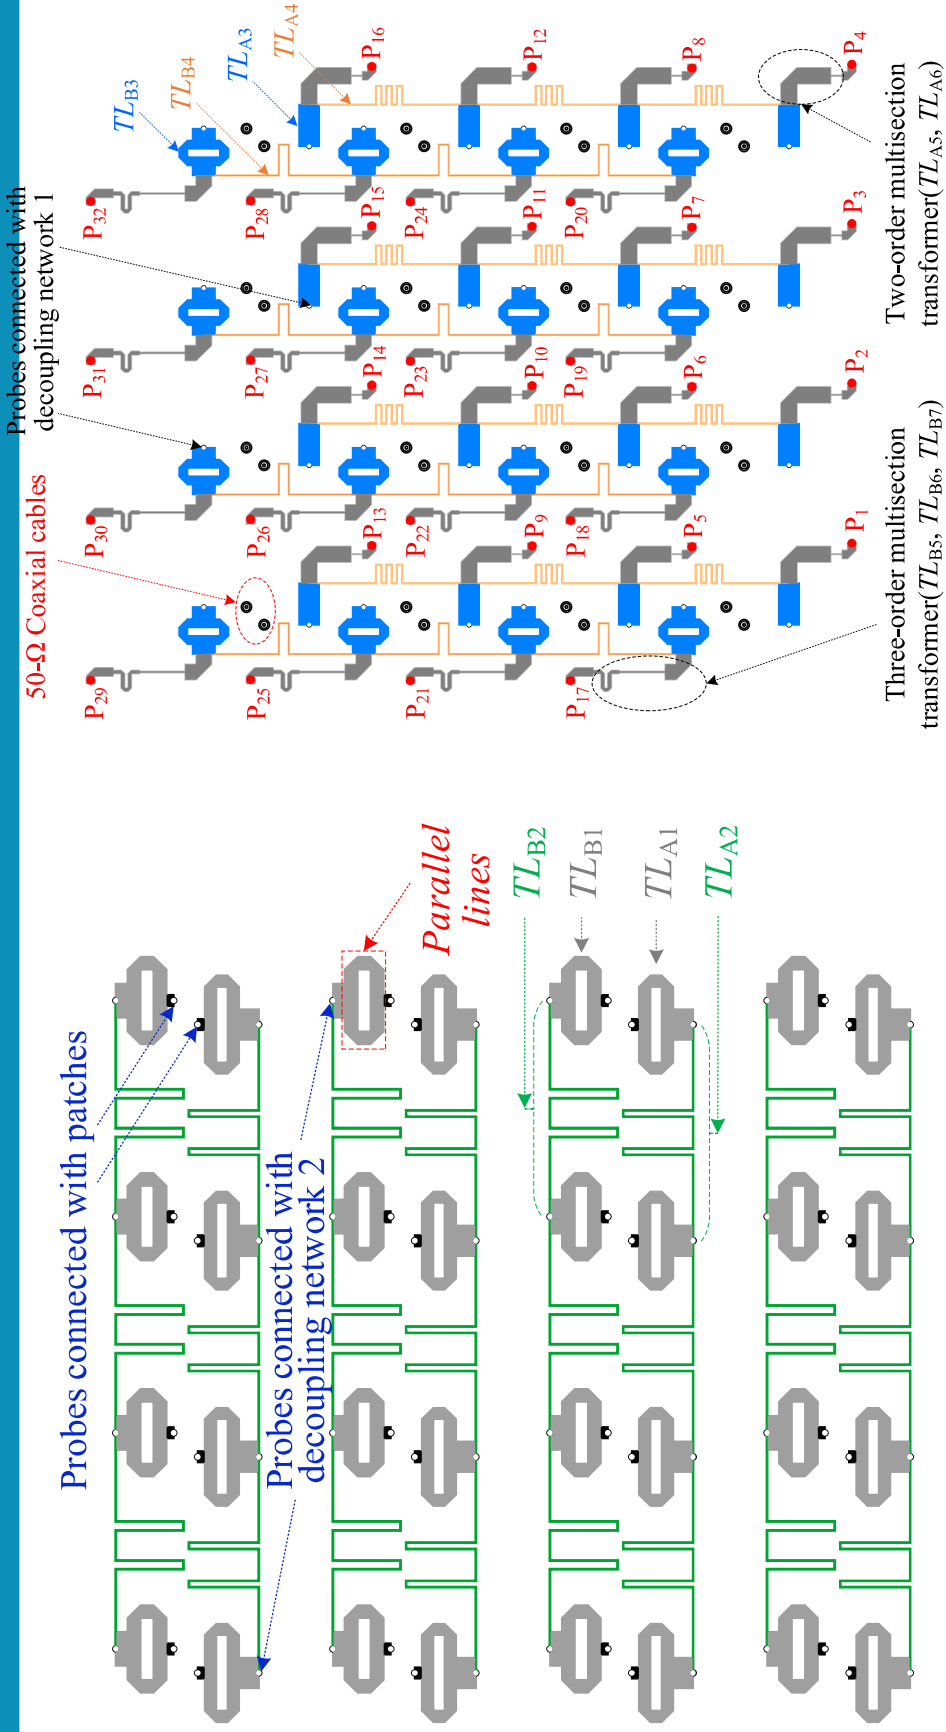 P16
P12
P8
P4
TLA4
TLA3
TLB4
TLB3
P32
P28
P24
P20
P15
P11
P7
P3
P31
P27
P23
P19
P14
P10
P6
P2
P30
P26
P22
P18
P13
P9
P5
P1
P29
P25
P21
P17
Probes connected with
decoupling network 1
50-Ω Coaxial cables
Two-order multisection
transformer(TLA5, TLA6)
Three-order multisection
transformer(TLB5, TLB6, TLB7)
Probes connected with patches
Probes connected with
decoupling network 2
Parallel
lines
TLB2
TLB1
TLA1
TLA2